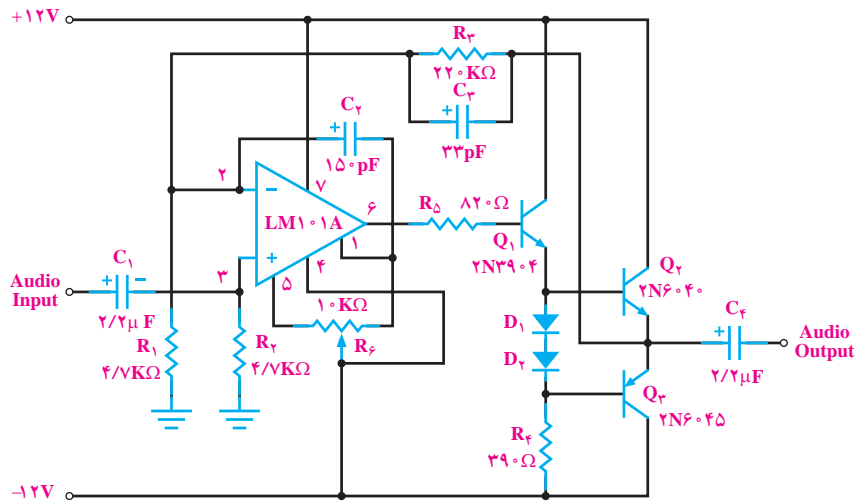 +۱۲V
R۳
۲۲۰KΩ
C۳
+
۳۳pF
C۲
+
۱۵۰pF
۲
−
۷
LM۱۰۱A
۶
۱
+
۳
۴
۵
R۵
۸۲۰Ω
Q۱
۲N۳۹۰۴
Q۲
۲N۶۰۴۰
C۱
+ −
Audio
Input
۲/۲μF
۱۰KΩ
R۶
R۱
۴/۷KΩ
R۲
۴/۷KΩ
D۱
D۲
C۴
+
Audio
Output
۲/۲μF
Q۳
۲N۶۰۴۵
R۴
۳۹۰Ω
−۱۲V